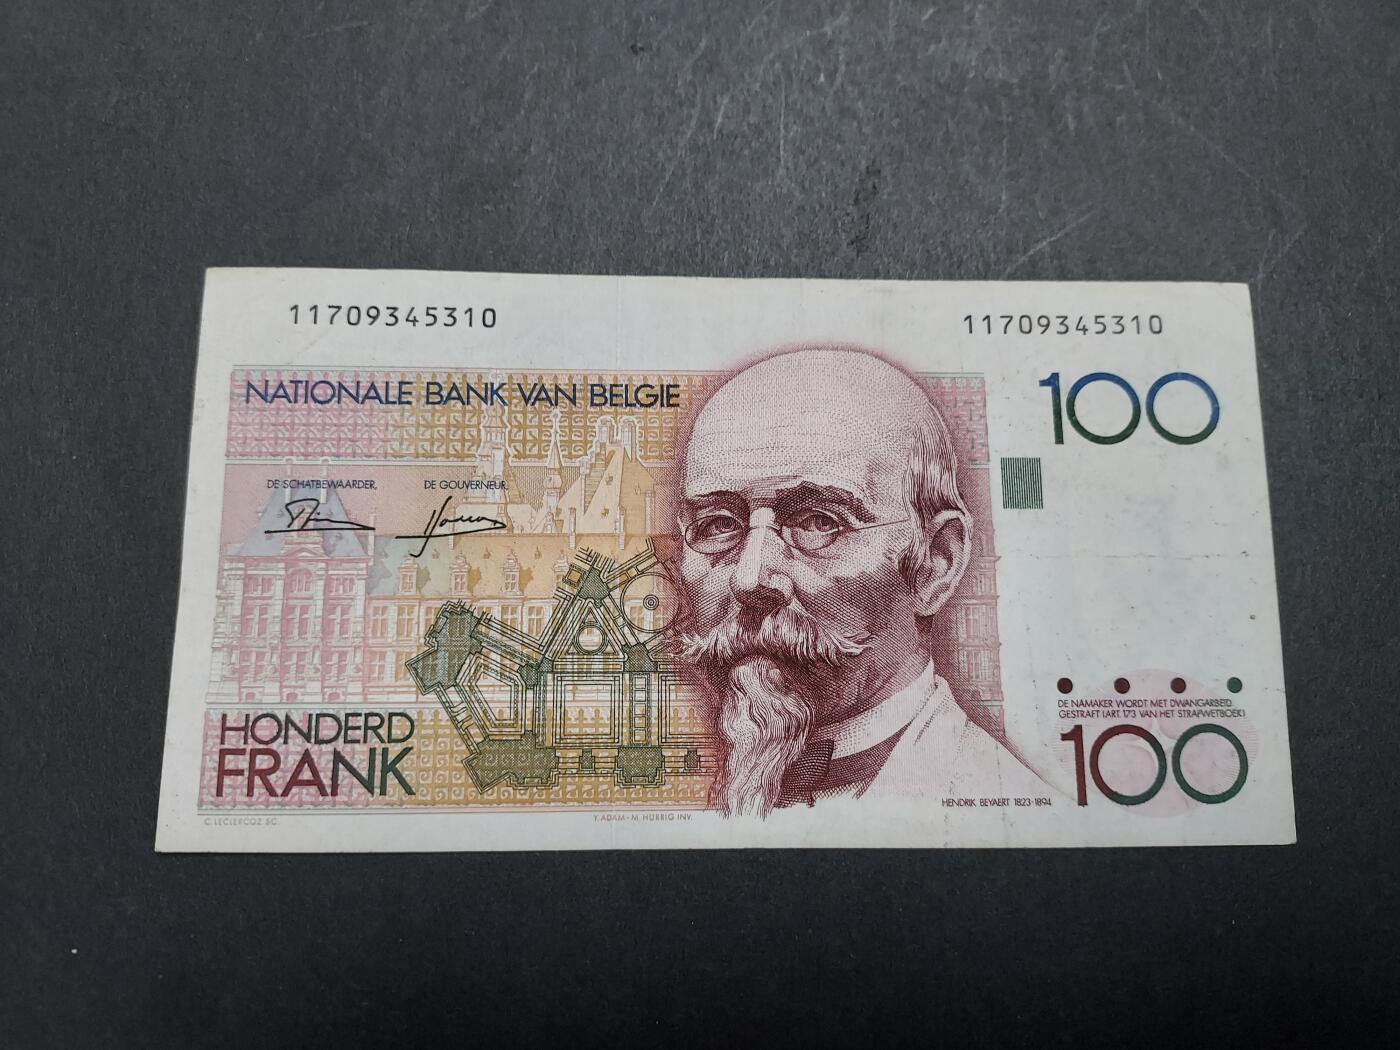 11709345310
11709345310
NATIONALE BANK VAN BELGIE
100
DE SCHATBEWAARDER,
DE GOUVERNEUR,
DE NAMAKER WORDT MET DWANGARBEID
GESTRAFT (ART. 173 VAN HET STRAFWETBOEK)
HONDERD
FRANK
100
HENDRIK BEYAERT 1823-1894
C. LECLERCQZ SC.
Y. ADAM - M. HURRIG INV.